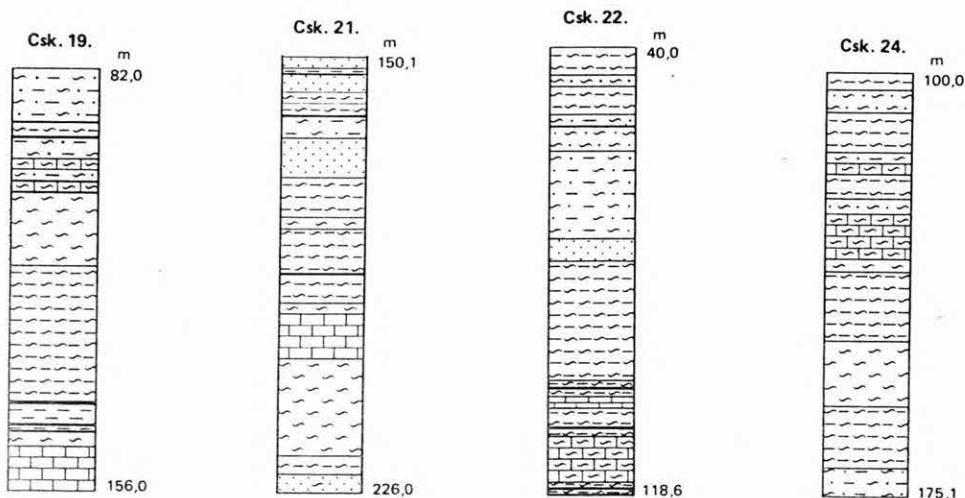 Csk. 19.
m
82,0
156,0
Csk. 21.
m
150,1
226,0
Csk. 22.
m
40,0
118,6
Csk. 24.
m
100,0
175,1